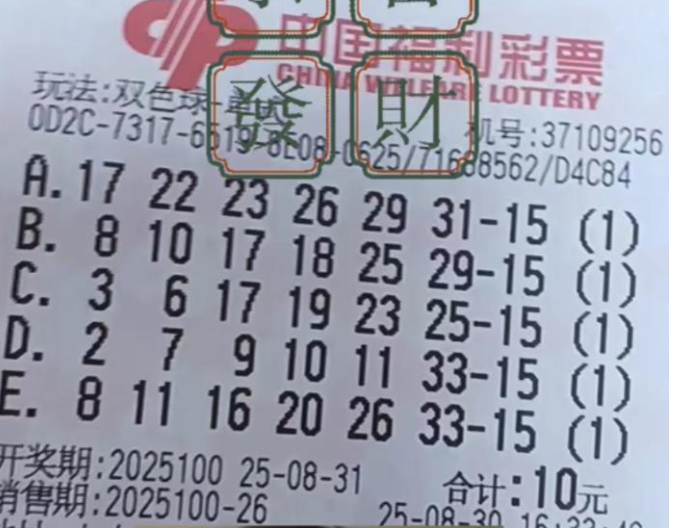 中国福利彩票
CHINA WELFARE LOTTERY
發 財
玩法:双色球
机号:37109256
A. 17 22 23 26 29 31-15 (1)
B. 8 10 17 18 25 29-15 (1)
C. 3 6 17 19 23 25-15 (1)
D. 2 7 9 10 11 33-15 (1)
E. 8 11 16 20 26 33-15 (1)
开奖期:2025100 25-08-31 合计:10元
销售期:2025100-26 25-08-30